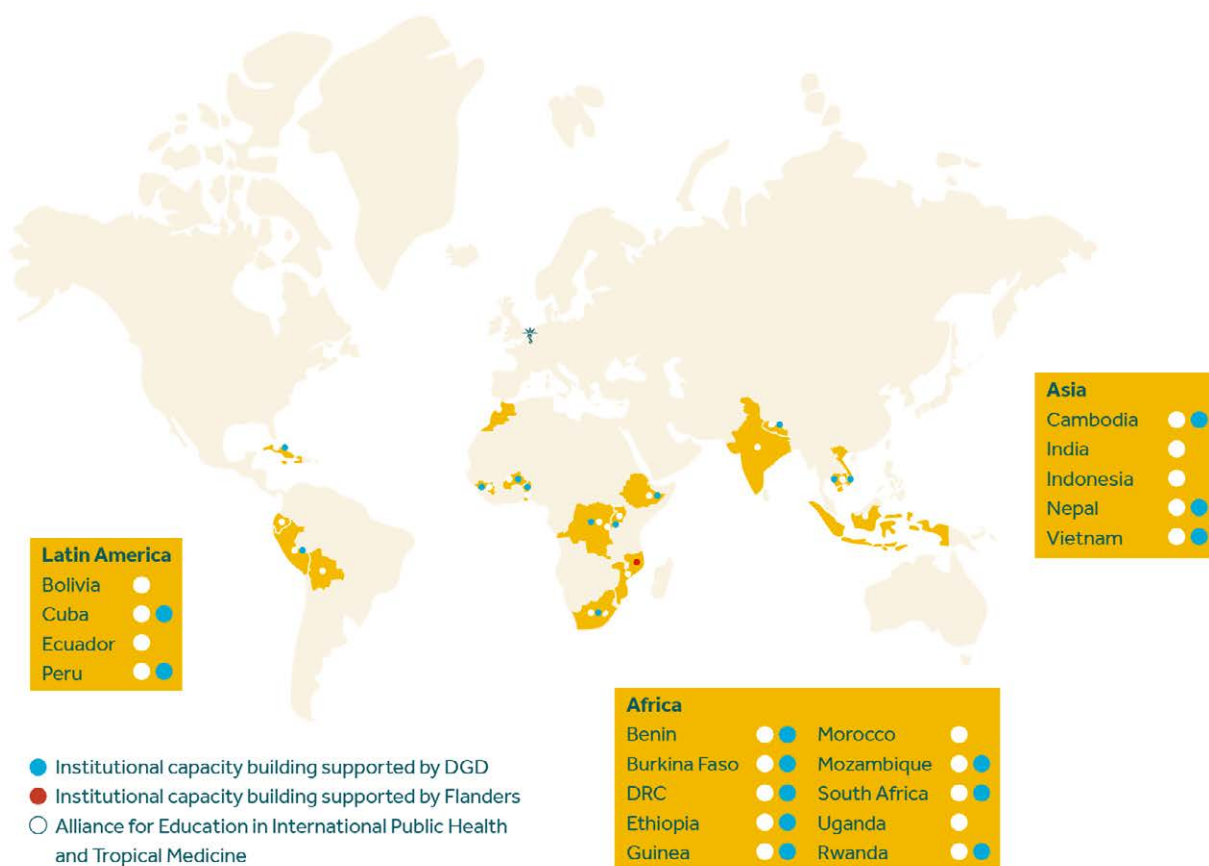 Asia
Cambodia
India
Indonesia
Nepal
Vietnam
Latin America
Bolivia
Cuba
Ecuador
Peru
Africa
Benin Morocco
Burkina Faso Mozambique
DRC South Africa
Ethiopia Uganda
Guinea Rwanda
Institutional capacity building supported by DGD
Institutional capacity building supported by Flanders
Alliance for Education in International Public Health
and Tropical Medicine